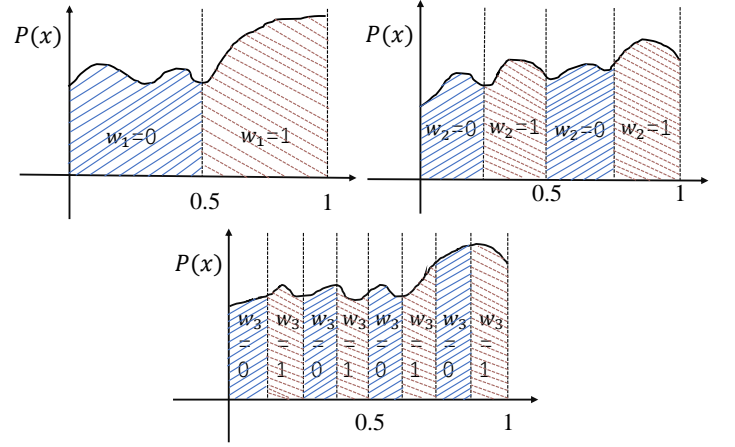 P(x)
w₁=0
w₁=1
0.5
1
P(x)
w₂=0
w₂=1
w₂=0
w₂=1
0.5
1
P(x)
w₃ w₃ w₃ w₃ w₃ w₃ w₃ w₃
= = = = = = = =
0 1 0 1 0 1 0 1
0.5
1